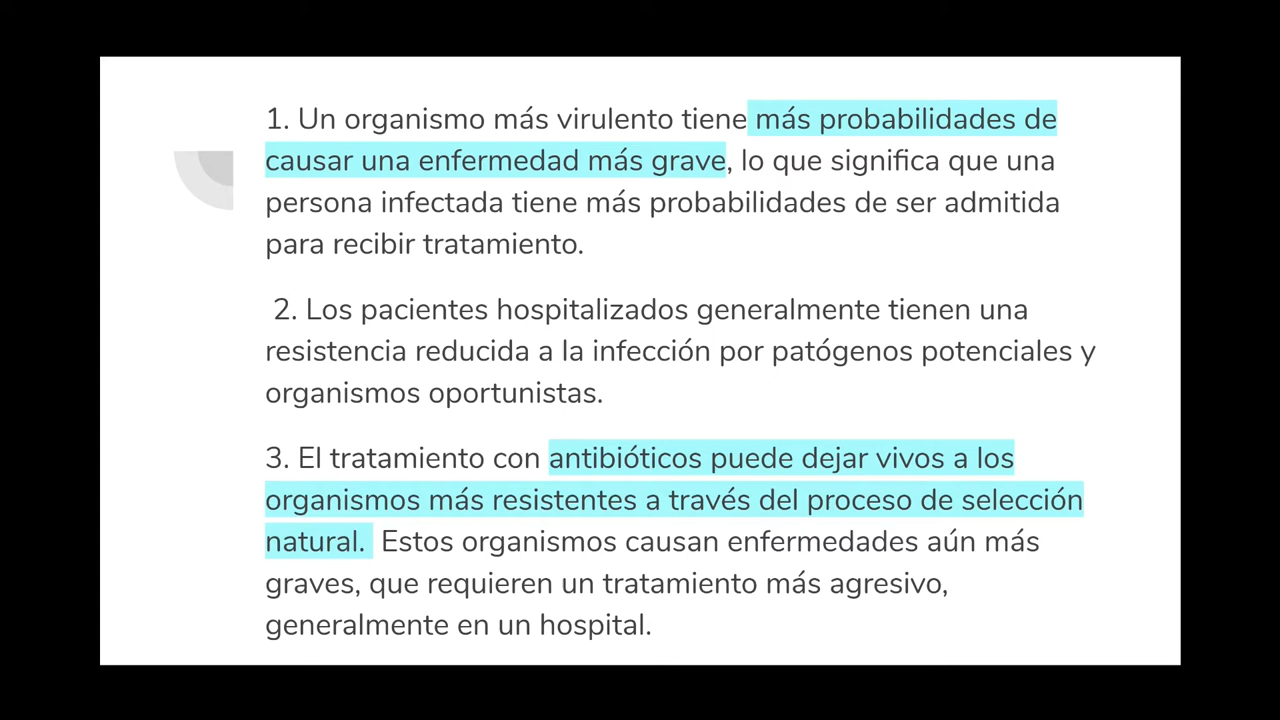 1. Un organismo más virulento tiene más probabilidades de
causar una enfermedad más grave, lo que significa que una
persona infectada tiene más probabilidades de ser admitida
para recibir tratamiento.
2. Los pacientes hospitalizados generalmente tienen una
resistencia reducida a la infección por patógenos potenciales y
organismos oportunistas.
3. El tratamiento con antibióticos puede dejar vivos a los
organismos más resistentes a través del proceso de selección
natural. Estos organismos causan enfermedades aún más
graves, que requieren un tratamiento más agresivo,
generalmente en un hospital.